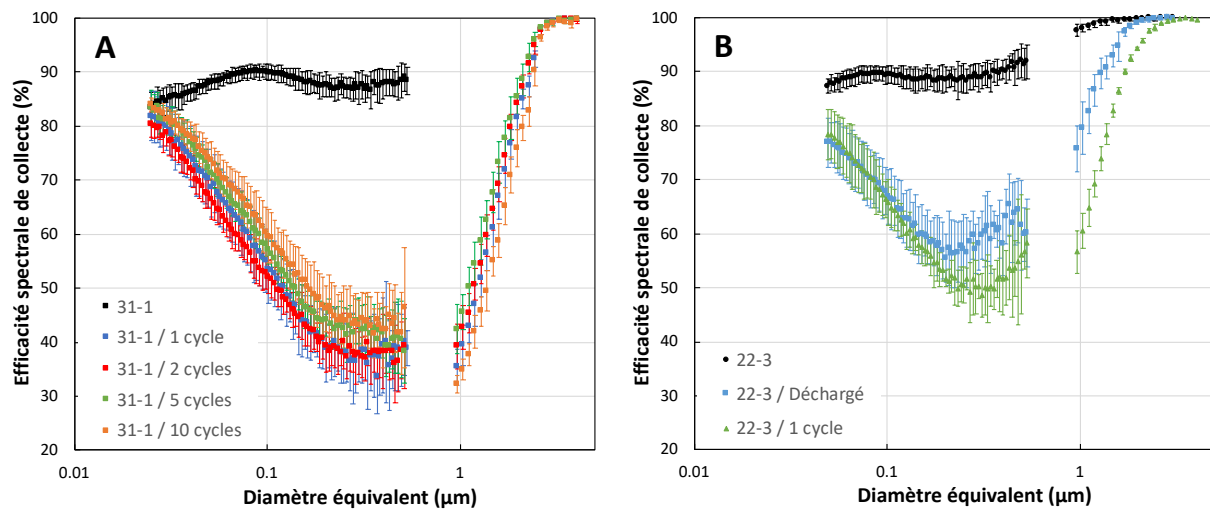 A
Efficacité spectrale de collecte (%)
100
90
80
70
60
50
40
30
20
31-1
31-1 / 1 cycle
31-1 / 2 cycles
31-1 / 5 cycles
31-1 / 10 cycles
0.01
0.1
1
Diamètre équivalent (µm)
B
Efficacité spectrale de collecte (%)
100
90
80
70
60
50
40
30
20
22-3
22-3 / Déchargé
22-3 / 1 cycle
0.01
0.1
1
Diamètre équivalent (µm)